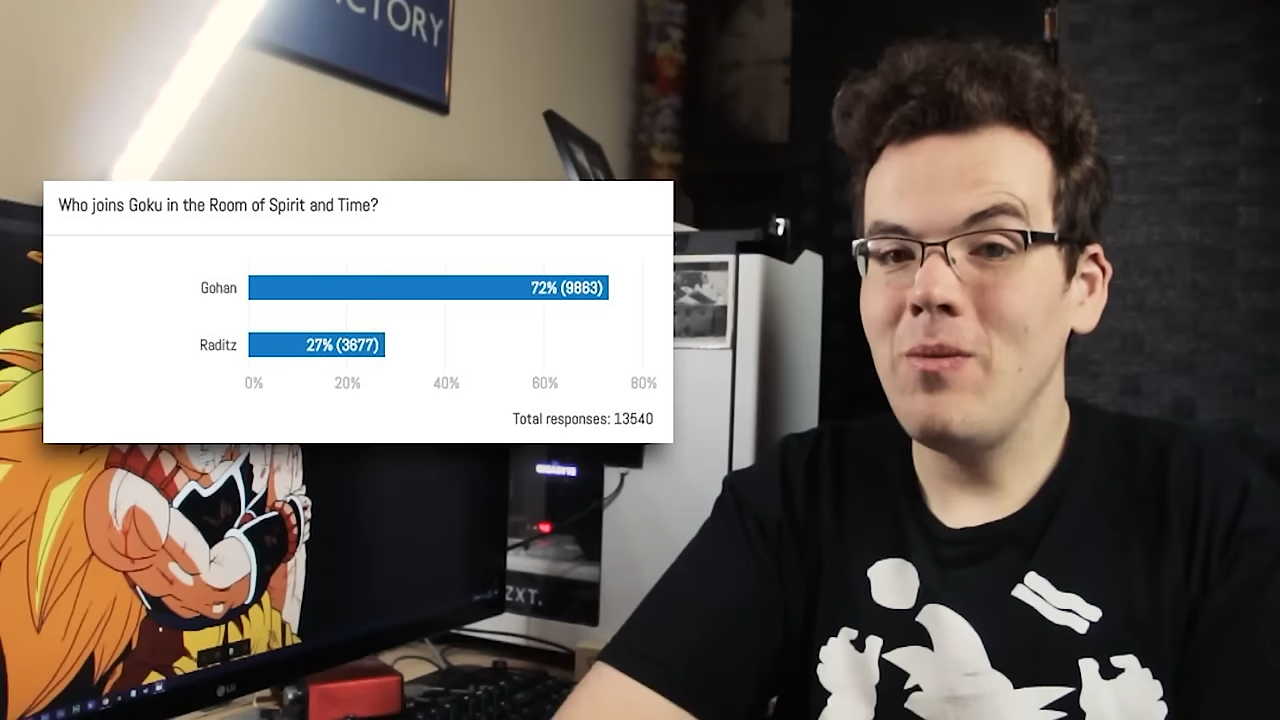 CTORY
Who joins Goku in the Room of Spirit and Time?
Gohan 72% (9863)
Raditz 27% (3677)
0% 20% 40% 60% 80%
Total responses: 13540
GIGABYTE
ZXT.
LG